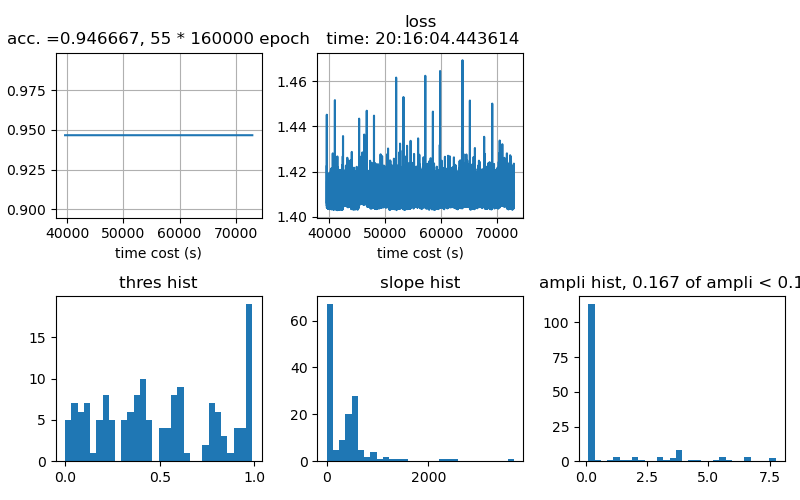 acc. =0.946667, 55 * 160000 epoch
0.975
0.950
0.925
0.900
40000 50000 60000 70000
time cost (s)
loss
time: 20:16:04.443614
1.46
1.44
1.42
1.40
40000 50000 60000 70000
time cost (s)
thres hist
15
10
5
0
0.0 0.5 1.0
slope hist
60
40
20
0
0 2000
ampli hist, 0.167 of ampli < 0.1
100
75
50
25
0
0.0 2.5 5.0 7.5